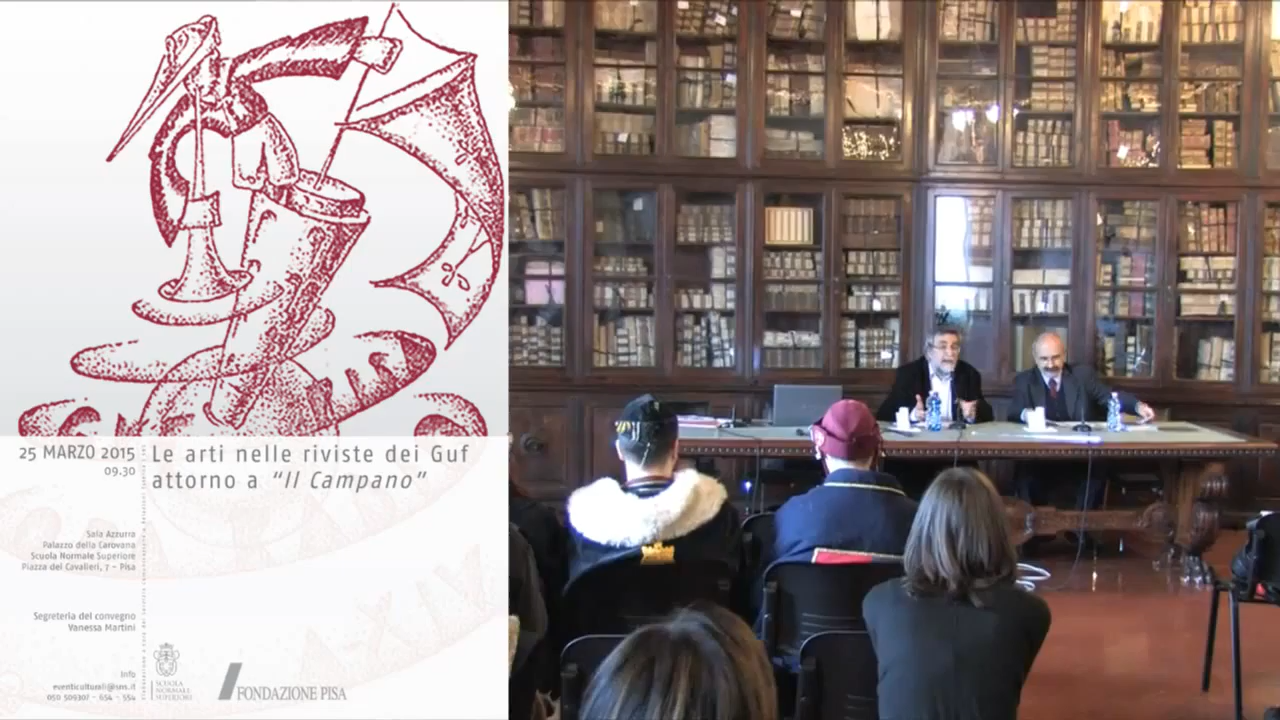 25 MARZO 2015
09.30
Le arti nelle riviste dei Guf
attorno a "Il Campano"
Sala Azzurra
Palazzo della Carovana
Scuola Normale Superiore
Piazza dei Cavalieri, 7 - Pisa
Segreteria del convegno
Vanessa Martini
Info
eventiculturali@sns.it
050 509307 - 654 - 554
SCUOLA
NORMALE
SUPERIORE
FONDAZIONE PISA